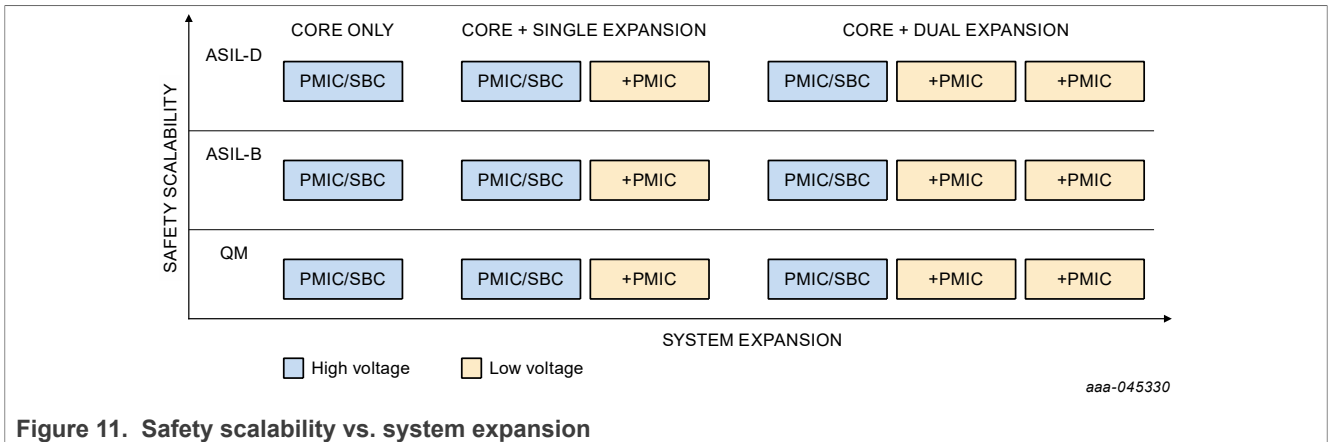 CORE ONLY CORE + SINGLE EXPANSION CORE + DUAL EXPANSION
ASIL-D
PMIC/SBC PMIC/SBC +PMIC PMIC/SBC +PMIC +PMIC
SAFETY SCALABILITY
ASIL-B
PMIC/SBC PMIC/SBC +PMIC PMIC/SBC +PMIC +PMIC
QM
PMIC/SBC PMIC/SBC +PMIC PMIC/SBC +PMIC +PMIC
SYSTEM EXPANSION
High voltage Low voltage
aaa-045330
Figure 11. Safety scalability vs. system expansion